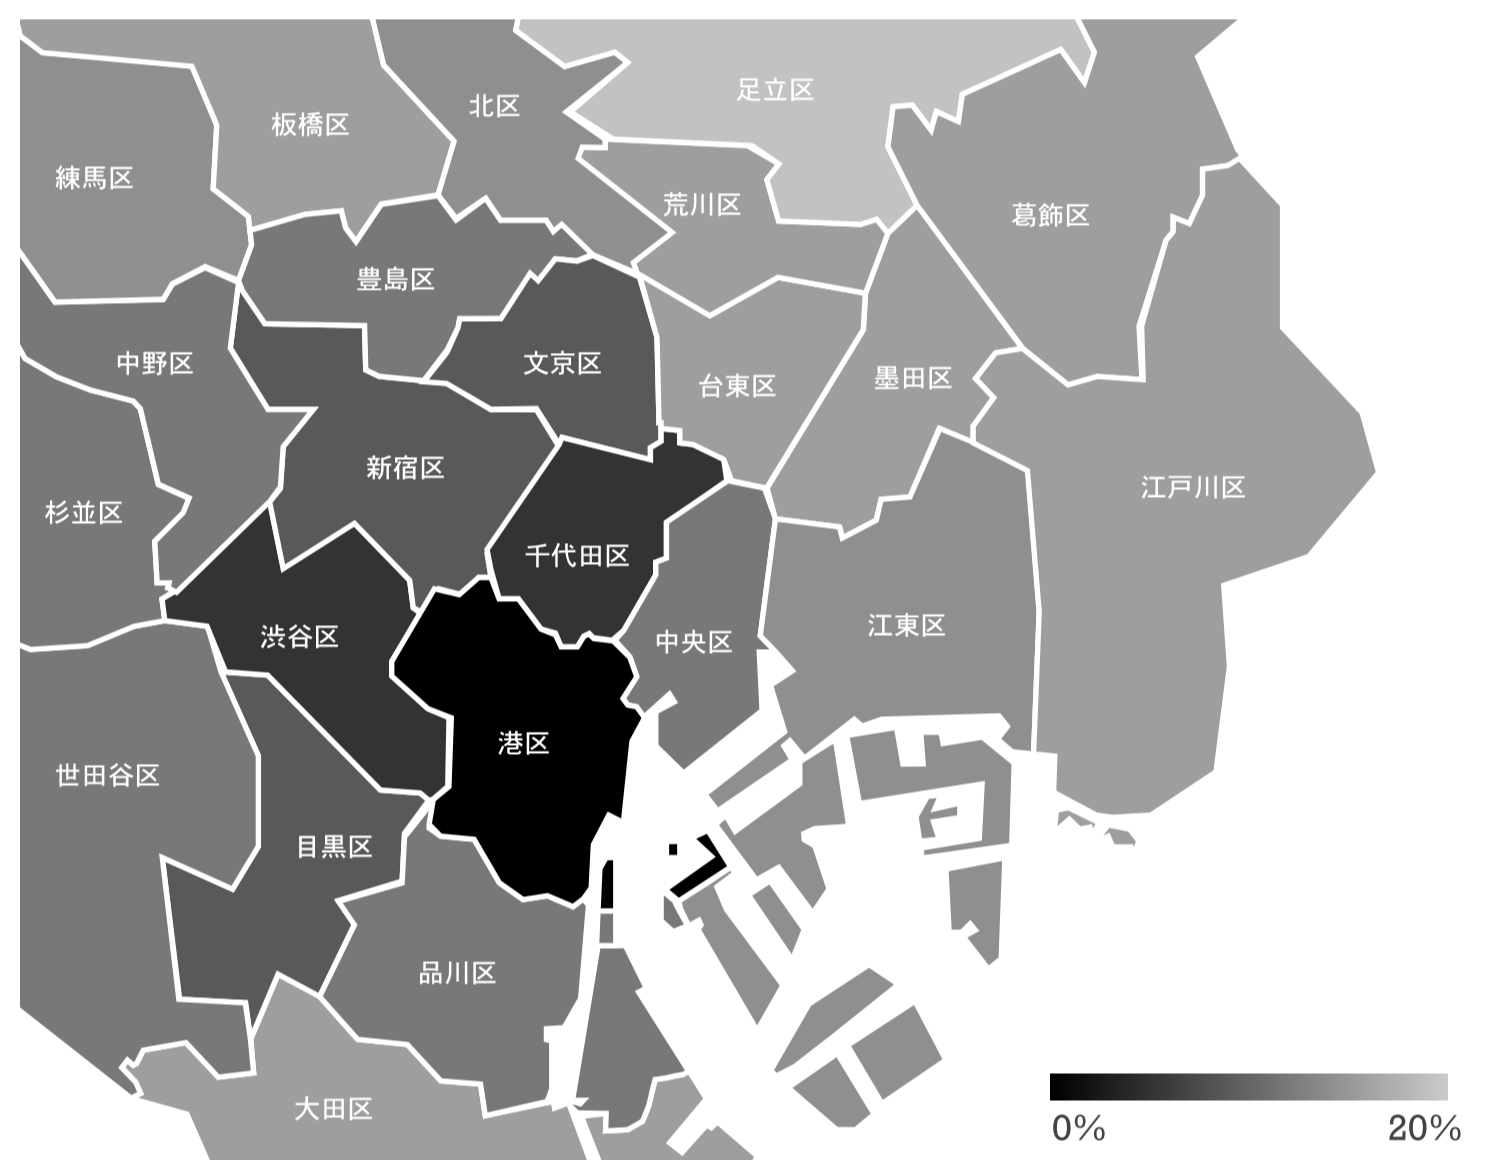 足立区
北区
板橋区
練馬区
荒川区
葛飾区
豊島区
中野区
文京区
台東区
墨田区
新宿区
江戸川区
杉並区
千代田区
江東区
渋谷区
中央区
港区
世田谷区
目黒区
品川区
大田区
0%
20%